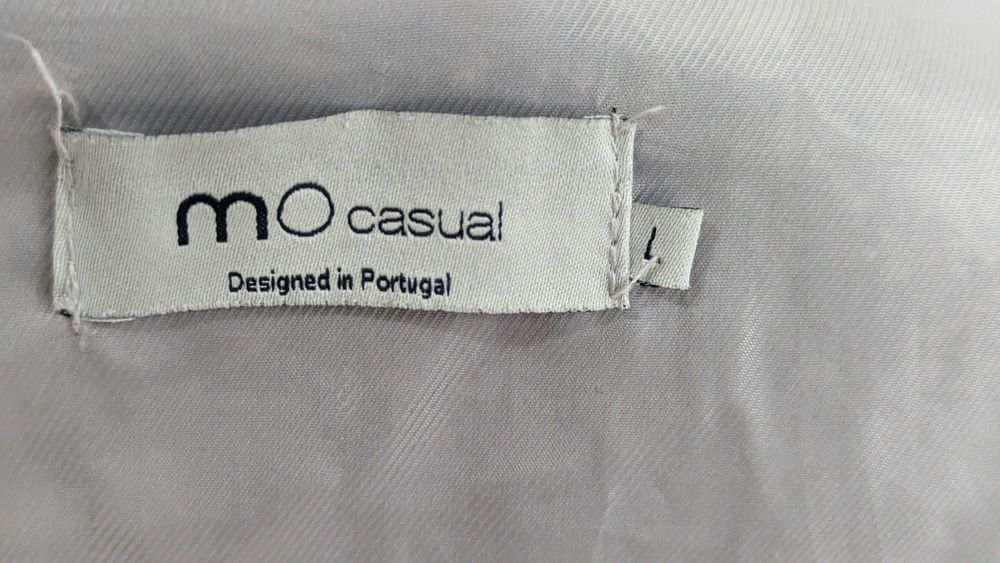 mo casual
Designed in Portugal
L